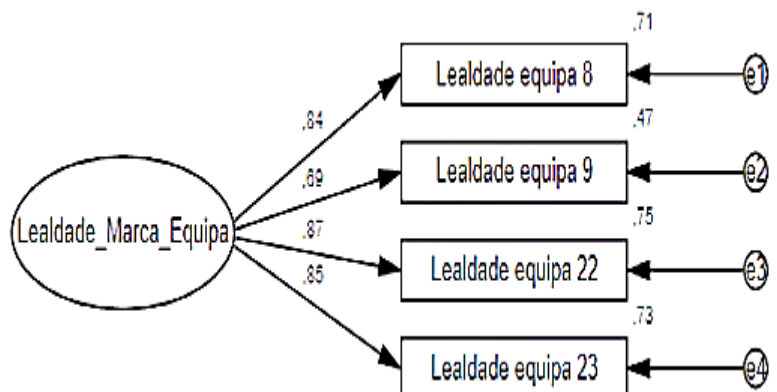 ,71
Lealdade equipa 8
e1
,84
,47
Lealdade equipa 9
e2
,69
Lealdade_Marca_Equipa
,87
,75
Lealdade equipa 22
e3
,85
,73
Lealdade equipa 23
e4